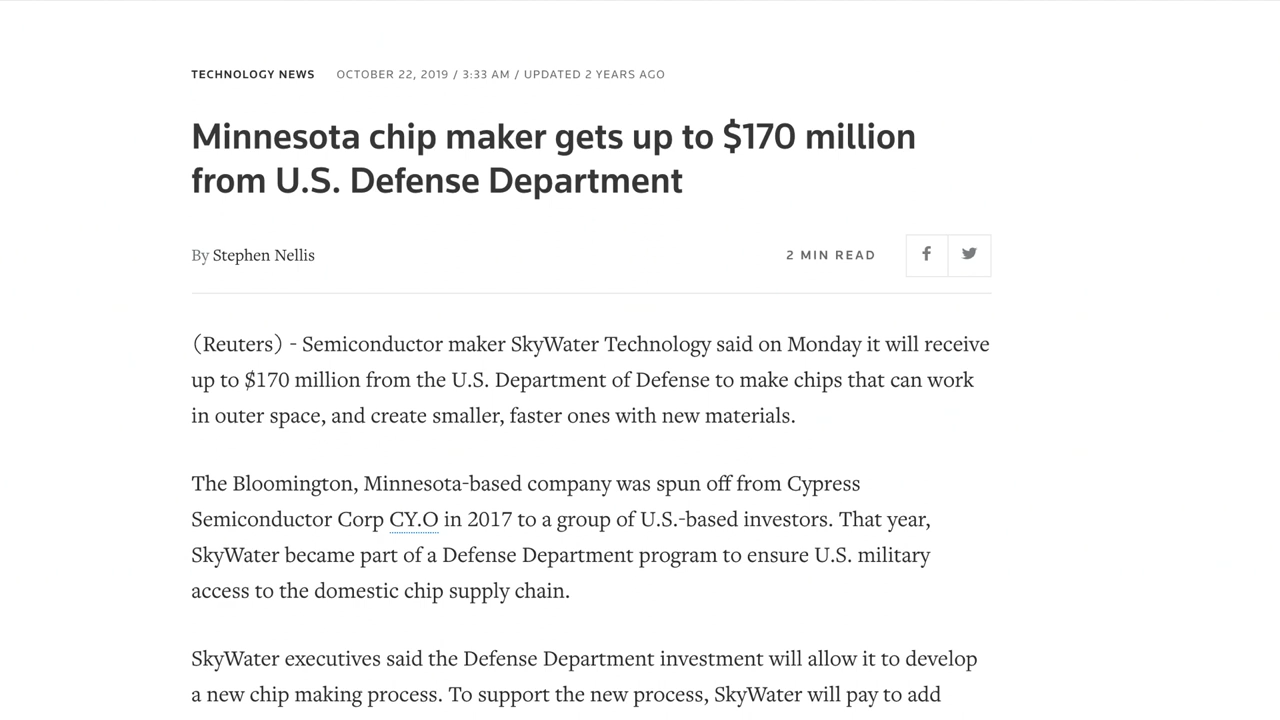 TECHNOLOGY NEWS OCTOBER 22, 2019 / 3:33 AM / UPDATED 2 YEARS AGO
Minnesota chip maker gets up to $170 million
from U.S. Defense Department
By Stephen Nellis
2 MIN READ
(Reuters) - Semiconductor maker SkyWater Technology said on Monday it will receive
up to $170 million from the U.S. Department of Defense to make chips that can work
in outer space, and create smaller, faster ones with new materials.
The Bloomington, Minnesota-based company was spun off from Cypress
Semiconductor Corp CY.O in 2017 to a group of U.S.-based investors. That year,
SkyWater became part of a Defense Department program to ensure U.S. military
access to the domestic chip supply chain.
SkyWater executives said the Defense Department investment will allow it to develop
a new chip making process. To support the new process, SkyWater will pay to add